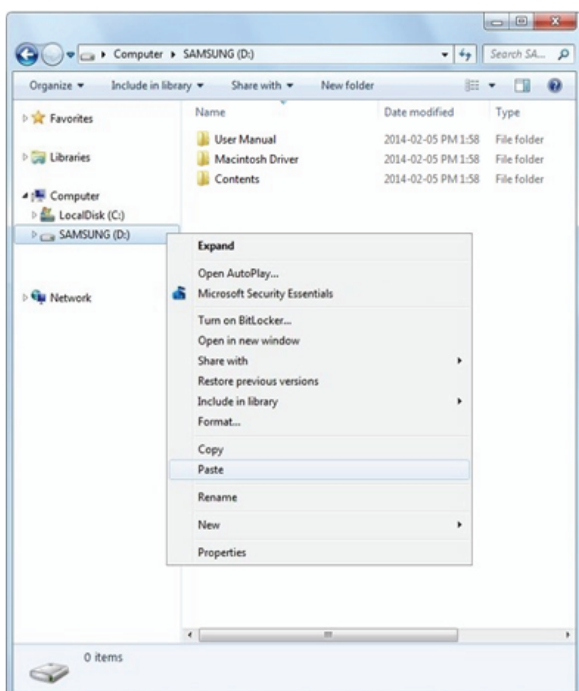 Computer ▸ SAMSUNG (D:)
Search SA...
Organize Include in library Share with New folder
Name Date modified Type
Favorites
Libraries
Computer
LocalDisk (C:)
SAMSUNG (D:)
Network
User Manual 2014-02-05 PM 1:58 File folder
Macintosh Driver 2014-02-05 PM 1:58 File folder
Contents 2014-02-05 PM 1:58 File folder
Expand
Open AutoPlay...
Microsoft Security Essentials
Turn on BitLocker...
Open in new window
Share with
Restore previous versions
Include in library
Format...
Copy
Paste
Rename
New
Properties
0 items